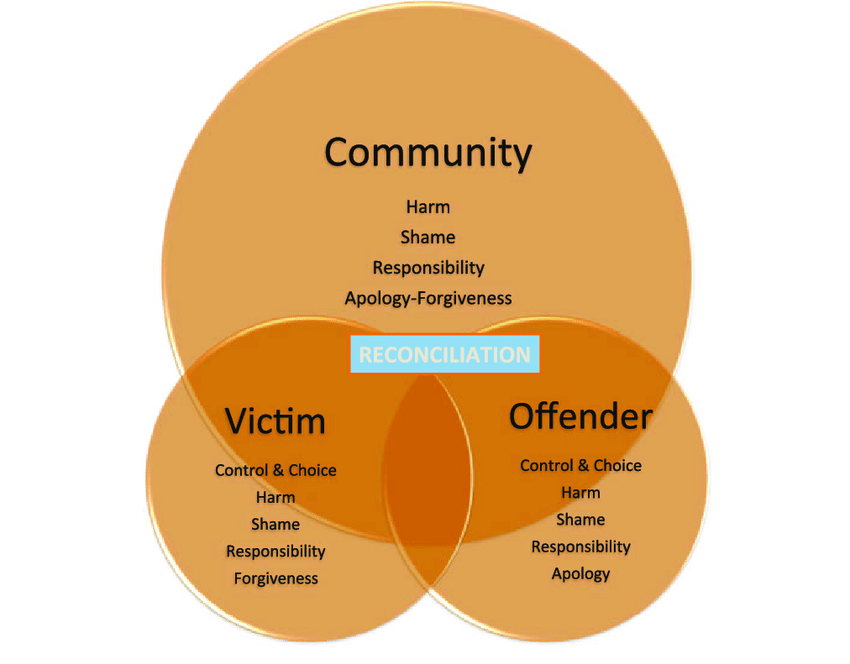 Community
Harm
Shame
Responsibility
Apology-Forgiveness
RECONCILIATION
Victim
Control & Choice
Harm
Shame
Responsibility
Forgiveness
Offender
Control & Choice
Harm
Shame
Responsibility
Apology